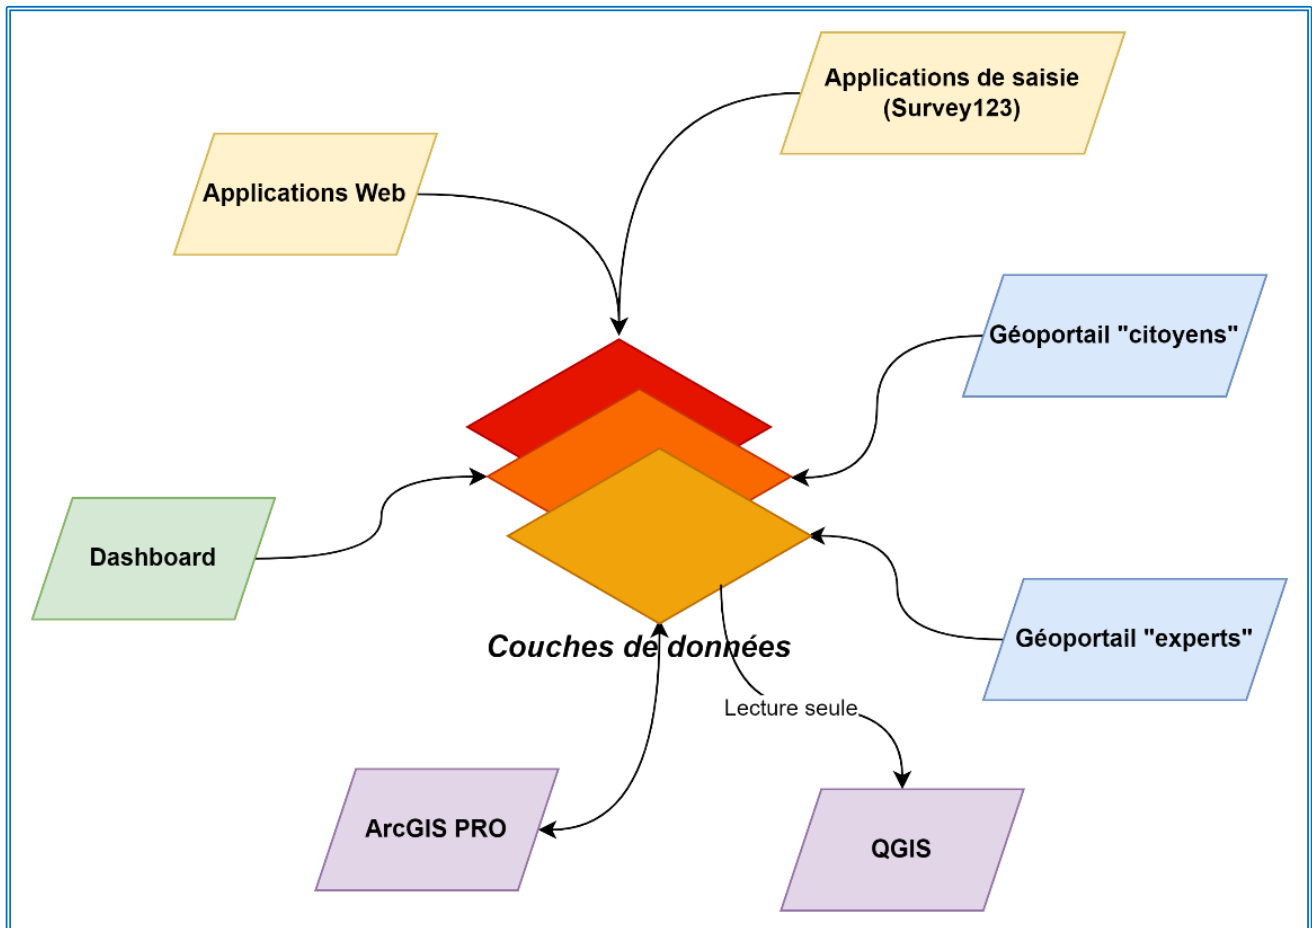 Applications de saisie
(Survey123)
Applications Web
Géoportail "citoyens"
Dashboard
Géoportail "experts"
Couches de données
Lecture seule
ArcGIS PRO
QGIS